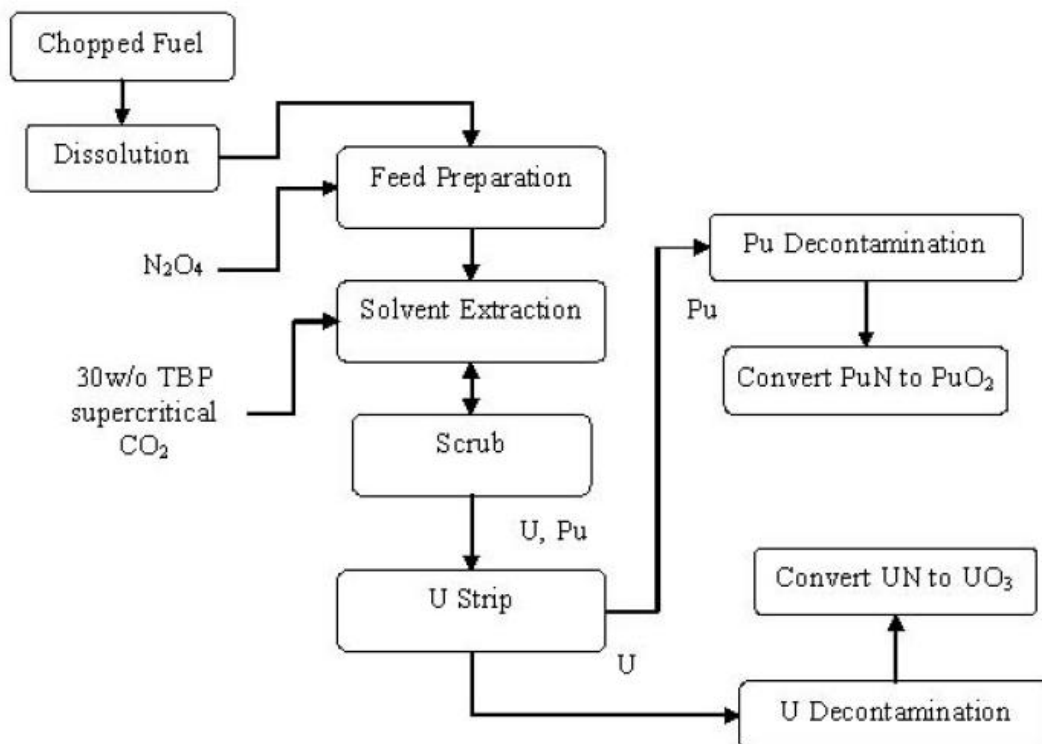 Chopped Fuel
Dissolution
Feed Preparation
N₂O₄
Solvent Extraction
30w/o TBP
supercritical
CO₂
Scrub
U, Pu
U Strip
Pu
Pu Decontamination
Convert PuN to PuO₂
U
Convert UN to UO₃
U Decontamination